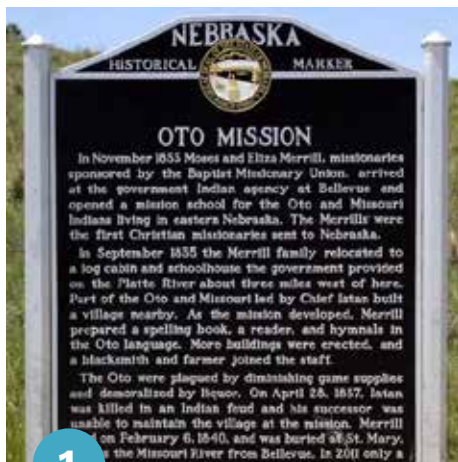 NEBRASKA
HISTORICAL MARKER
OTO MISSION
In November 1833 Moses and Eliza Merrill, missionaries
sponsored by the Baptist Missionary Union, arrived
at the government Indian agency at Bellevue and
opened a mission school for the Oto and Missouri
Indians living in eastern Nebraska. The Merrills were
the first Christian missionaries sent to Nebraska.
In September 1835 the Merrill family relocated to
a log cabin and schoolhouse the government provided
on the Platte River about three miles west of here.
Part of the Oto and Missouri led by Chief Ietan built
a village nearby. As the mission developed, Merrill
prepared a spelling book, a reader, and hymnals in
the Oto language. More buildings were erected, and
a blacksmith and farmer joined the staff.
The Oto were plagued by diminishing game supplies
and demoralized by liquor. On April 28, 1837, Ietan
was killed in an Indian feud and his successor was
unable to maintain the village at the mission. Merrill
on February 6, 1840, and was buried at St. Mary,
the Missouri River from Bellevue. In 2011 only a
1